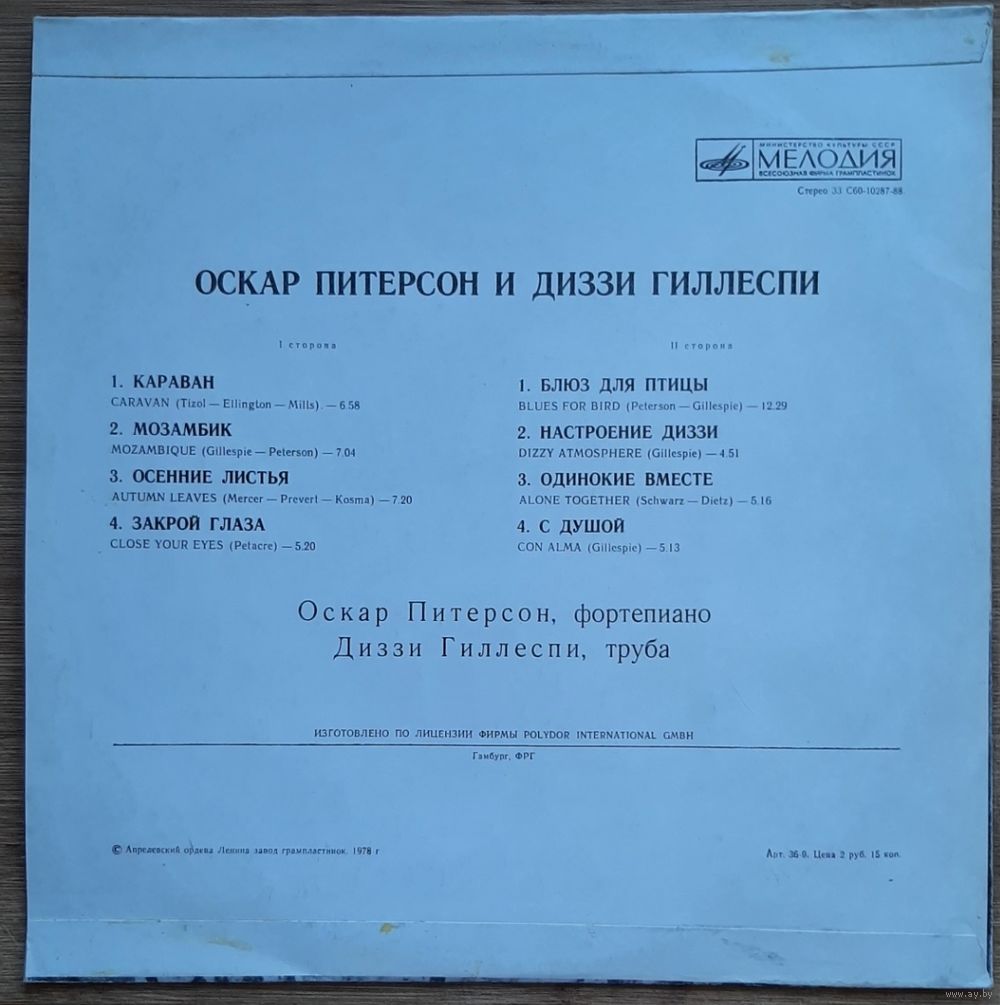 МИНИСТЕРСТВО КУЛЬТУРЫ СССР
МЕЛОДИЯ
ВСЕСОЮЗНАЯ ФИРМА ГРАМПЛАСТИНОК
Стерео 33 С60-10287-88
ОСКАР ПИТЕРСОН И ДИЗЗИ ГИЛЛЕСПИ
I сторона
1. КАРАВАН
CARAVAN (Tizol — Ellington — Mills) — 6.58
2. МОЗАМБИК
MOZAMBIQUE (Gillespie — Peterson) — 7.04
3. ОСЕННИЕ ЛИСТЬЯ
AUTUMN LEAVES (Mercer — Prevert — Kosma) — 7.20
4. ЗАКРОЙ ГЛАЗА
CLOSE YOUR EYES (Petacre) — 5.20
II сторона
1. БЛЮЗ ДЛЯ ПТИЦЫ
BLUES FOR BIRD (Peterson — Gillespie) — 12.29
2. НАСТРОЕНИЕ ДИЗЗИ
DIZZY ATMOSPHERE (Gillespie) — 4.51
3. ОДИНОКИЕ ВМЕСТЕ
ALONE TOGETHER (Schwarz — Dietz) — 5.16
4. С ДУШОЙ
CON ALMA (Gillespie) — 5.13
Оскар Питерсон, фортепиано
Диззи Гиллеспи, труба
ИЗГОТОВЛЕНО ПО ЛИЦЕНЗИИ ФИРМЫ POLYDOR INTERNATIONAL GMBH
Гамбург, ФРГ
© Апрелевский ордена Ленина завод грампластинок. 1978 г
Арт. 36-9. Цена 2 руб. 15 коп.
www.ay.by